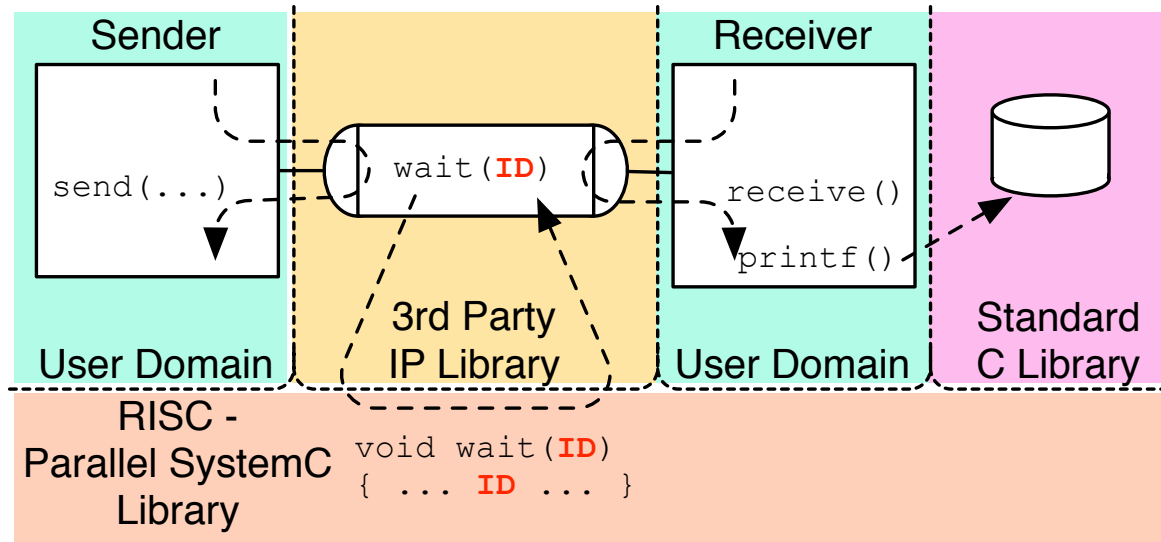 Sender
Receiver
send(...)
wait(ID)
receive()
printf()
User Domain
3rd Party
IP Library
User Domain
Standard
C Library
RISC -
Parallel SystemC
Library
void wait(ID)
{ ... ID ... }